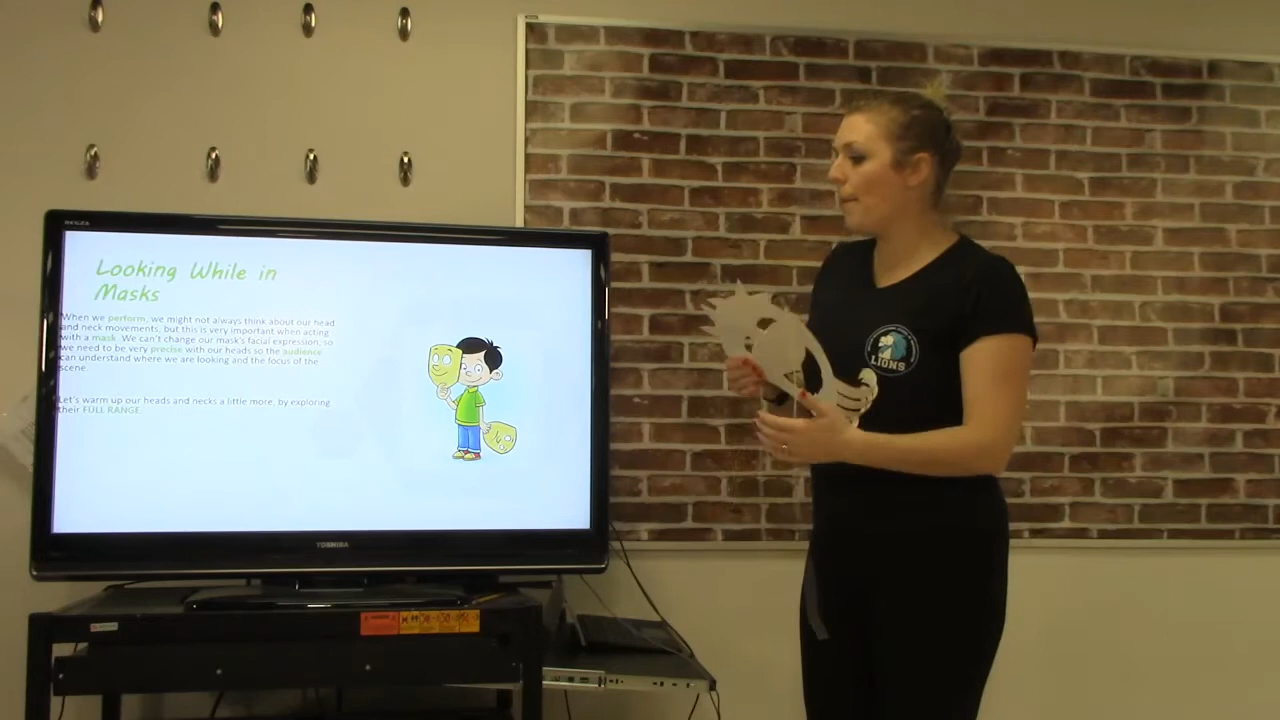 REGZA
Looking While in
Masks
When we perform, we might not always think about our head
and neck movements, but this is very important when acting
with a mask. We can't change our mask's facial expression, so
we need to be very precise with our heads so the audience
can understand where we are looking and the focus of the
scene.
Let's warm up our heads and necks a little more, by exploring
their FULL RANGE.
TOSHIBA
LIONS